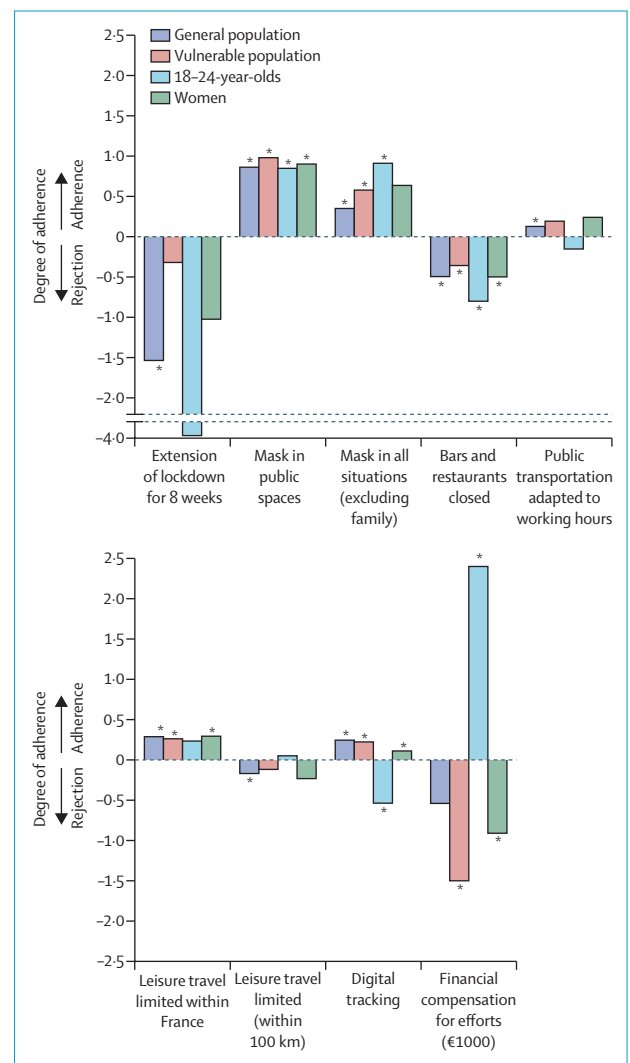 General population
Vulnerable population
18–24-year-olds
Women
2·5
2·0
1·5
1·0
0·5
0
–0·5
–1·0
–1·5
–2·0
–4·0
Degree of adherence
Rejection Adherence
* * * * * * * * * * * * * *
Extension
of lockdown
for 8 weeks
Mask in
public
spaces
Mask in all
situations
(excluding
family)
Bars and
restaurants
closed
Public
transportation
adapted to
working hours
2·5
2·0
1·5
1·0
0·5
0
–0·5
–1·0
–1·5
–2·0
–2·5
Degree of adherence
Rejection Adherence
* * * * * * * * * * *
Leisure travel
limited within
France
Leisure travel
limited
(within
100 km)
Digital
tracking
Financial
compensation
for efforts
(€1000)